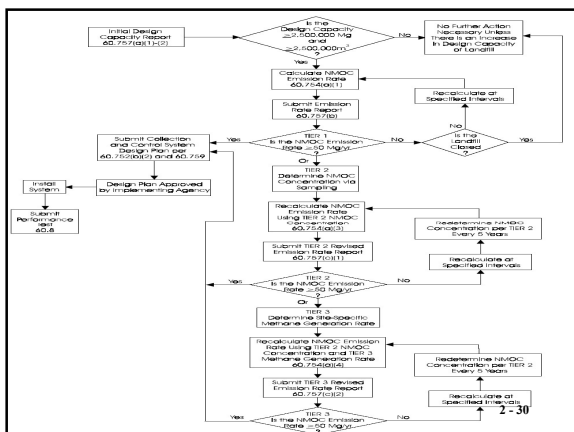 Initial Design
Capacity Report
60.757(a)(1)-(2)
Is the
Design Capacity
≥2,500,000 Mg
and
≥2,500,000m³
?
No
No Further Action
Necessary Unless
There Is an Increase
In Design Capacity
of Landfill
Yes
Calculate NMOC
Emission Rate
60.754(a)(1)
Recalculate at
Specified Intervals
Submit Emission
Rate Report
60.757(b)
No
Submit Collection
and Control System
Design Plan per
60.752(b)(2) and 60.759
Yes
TIER 1
Is the NMOC Emission
Rate ≥50 Mg/yr
?
No
Is the
Landfill
Closed
?
Yes
Or
Install
System
Design Plan Approved
by Implementing Agency
TIER 2
Determine NMOC
Concentration via
Sampling
Submit
Performance
Test
60.8
Recalculate NMOC
Emission Rate
Using TIER 2 NMOC
Concentration
60.754(a)(3)
Redetermine NMOC
Concentration per TIER 2
Every 5 Years
Submit TIER 2 Revised
Emission Rate Report
60.757(c)(1)
Recalculate at
Specified Intervals
Yes
TIER 2
Is the NMOC Emission
Rate ≥50 Mg/yr
?
No
Or
TIER 3
Determine Site-Specific
Methane Generation Rate
Recalculate NMOC Emission
Rate Using TIER 2 NMOC
Concentration and TIER 3
Methane Generation Rate
60.754(a)(4)
Redetermine NMOC
Concentration per TIER 2
Every 5 Years
Submit TIER 3 Revised
Emission Rate Report
60.757(c)(2)
Recalculate at
Specified Intervals
2 - 30
Yes
TIER 3
Is the NMOC Emission
Rate ≥50 Mg/yr
?
No